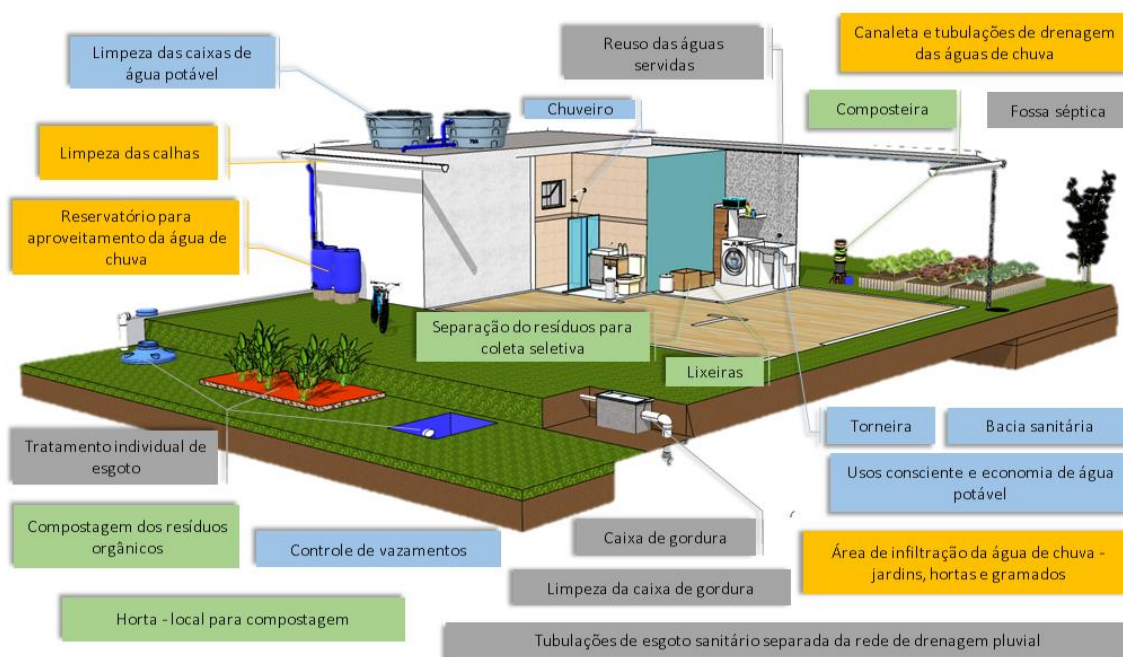 Limpeza das caixas de
água potável
Reuso das águas
servidas
Canaleta e tubulações de drenagem
das águas de chuva
Chuveiro
Composteira
Fossa séptica
Limpeza das calhas
Reservatório para
aproveitamento da água de
chuva
Separação do resíduos para
coleta seletiva
Lixeiras
Torneira
Bacia sanitária
Tratamento individual de
esgoto
Usos consciente e economia de água
potável
Compostagem dos resíduos
orgânicos
Controle de vazamentos
Caixa de gordura
Área de infiltração da água de chuva -
jardins, hortas e gramados
Limpeza da caixa de gordura
Horta - local para compostagem
Tubulações de esgoto sanitário separada da rede de drenagem pluvial